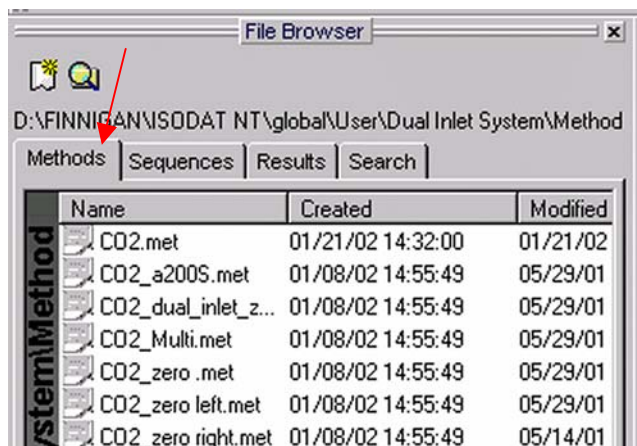 File Browser
D:\FINNIGAN\ISODAT NT\global\User\Dual Inlet System\Method
Methods Sequences Results Search
Name Created Modified
CO2.met 01/21/02 14:32:00 01/21/02
CO2_a200S.met 01/08/02 14:55:49 05/29/01
CO2_dual_inlet_z... 01/08/02 14:55:49 05/29/01
CO2_Multi.met 01/08/02 14:55:49 05/29/01
CO2_zero .met 01/08/02 14:55:49 05/29/01
CO2_zero left.met 01/08/02 14:55:49 05/29/01
CO2_zero right.met 01/08/02 14:55:49 05/14/01
ystem\Method